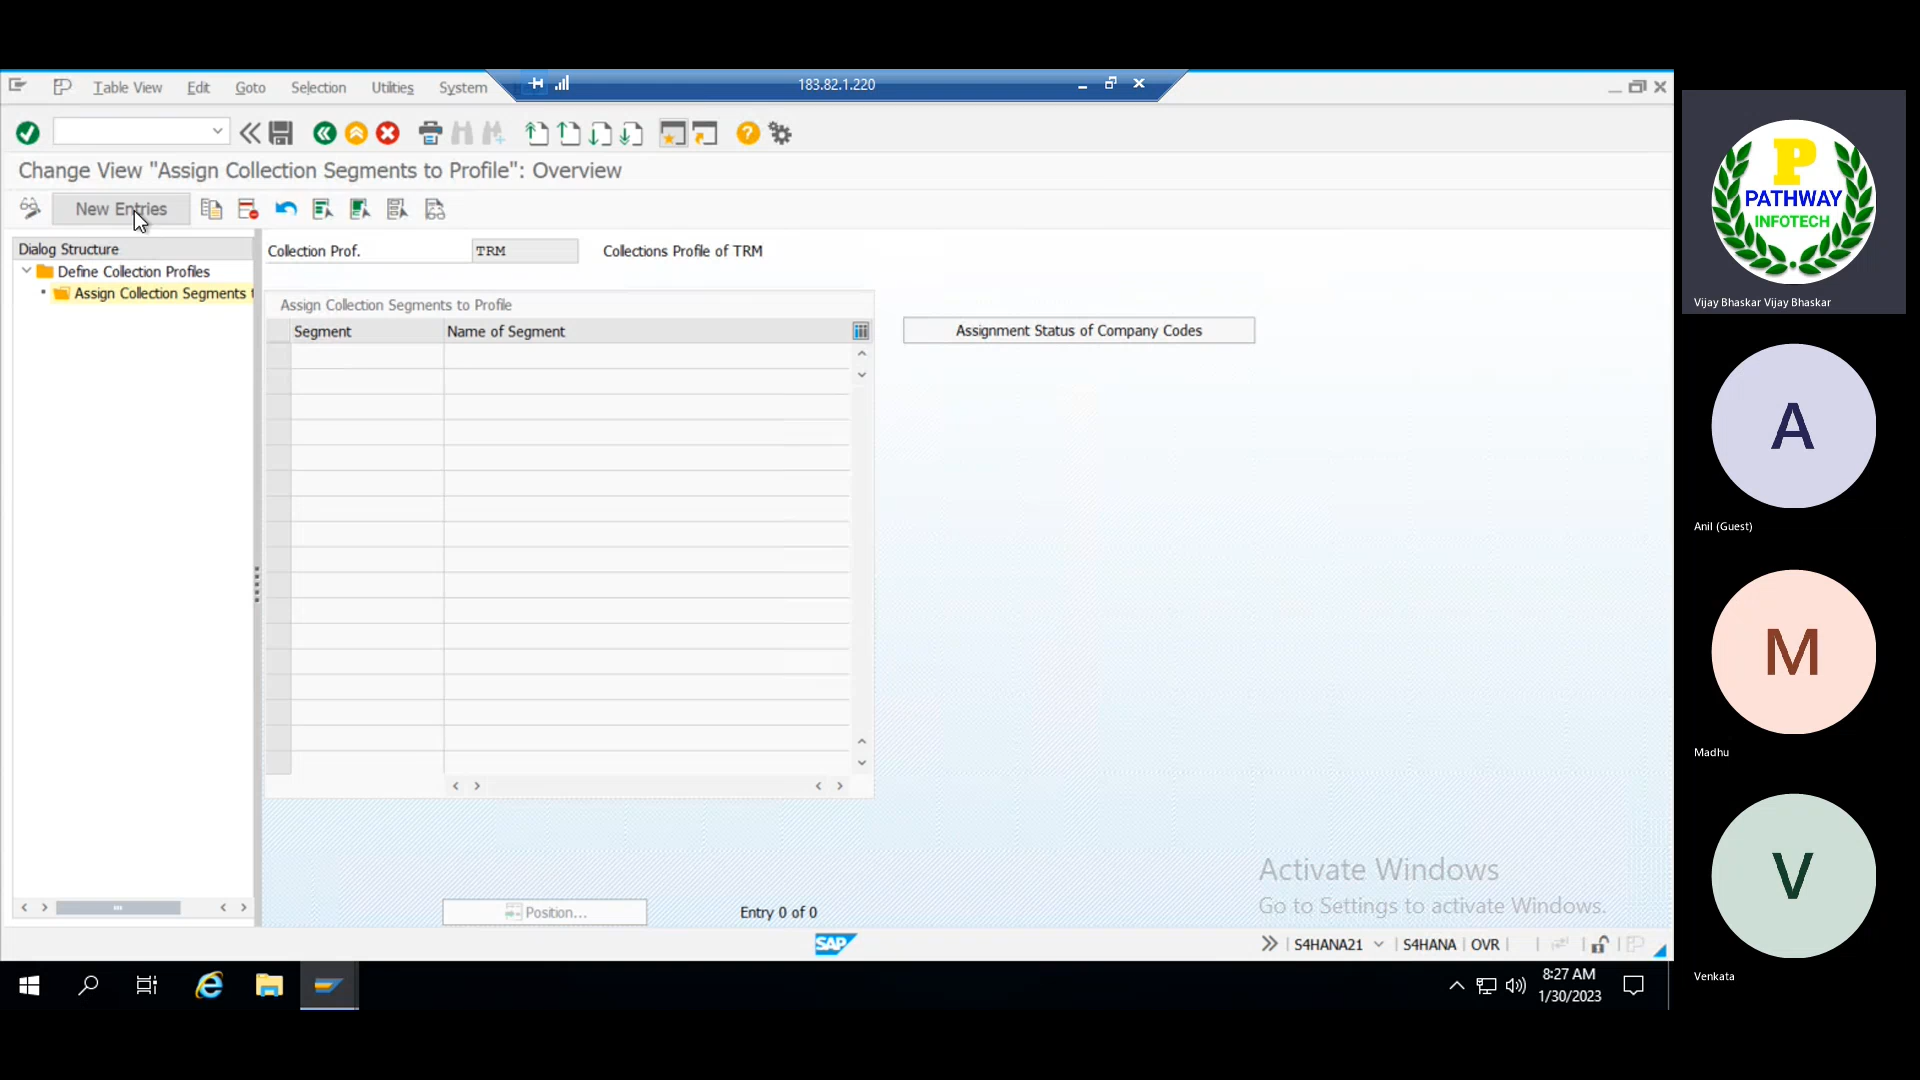 Table View Edit Goto Selection Utilities System
183.82.1.220
Change View "Assign Collection Segments to Profile": Overview
New Entries
Dialog Structure
Define Collection Profiles
Assign Collection Segments t
Collection Prof. TRM Collections Profile of TRM
Assign Collection Segments to Profile
Segment Name of Segment
Assignment Status of Company Codes
Position...
Entry 0 of 0
Activate Windows
Go to Settings to activate Windows.
SAP
S4HANA21 S4HANA OVR
8:27 AM
1/30/2023
P
PATHWAY
INFOTECH
Vijay Bhaskar Vijay Bhaskar
A
Anil (Guest)
M
Madhu
V
Venkata